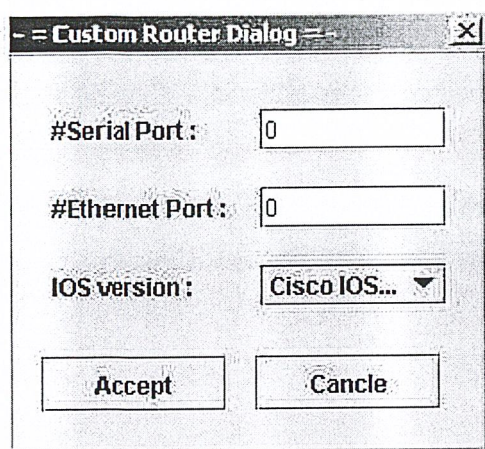 - = Custom Router Dialog = -
#Serial Port : 0
#Ethernet Port : 0
IOS version : Cisco IOS...
Accept Cancle